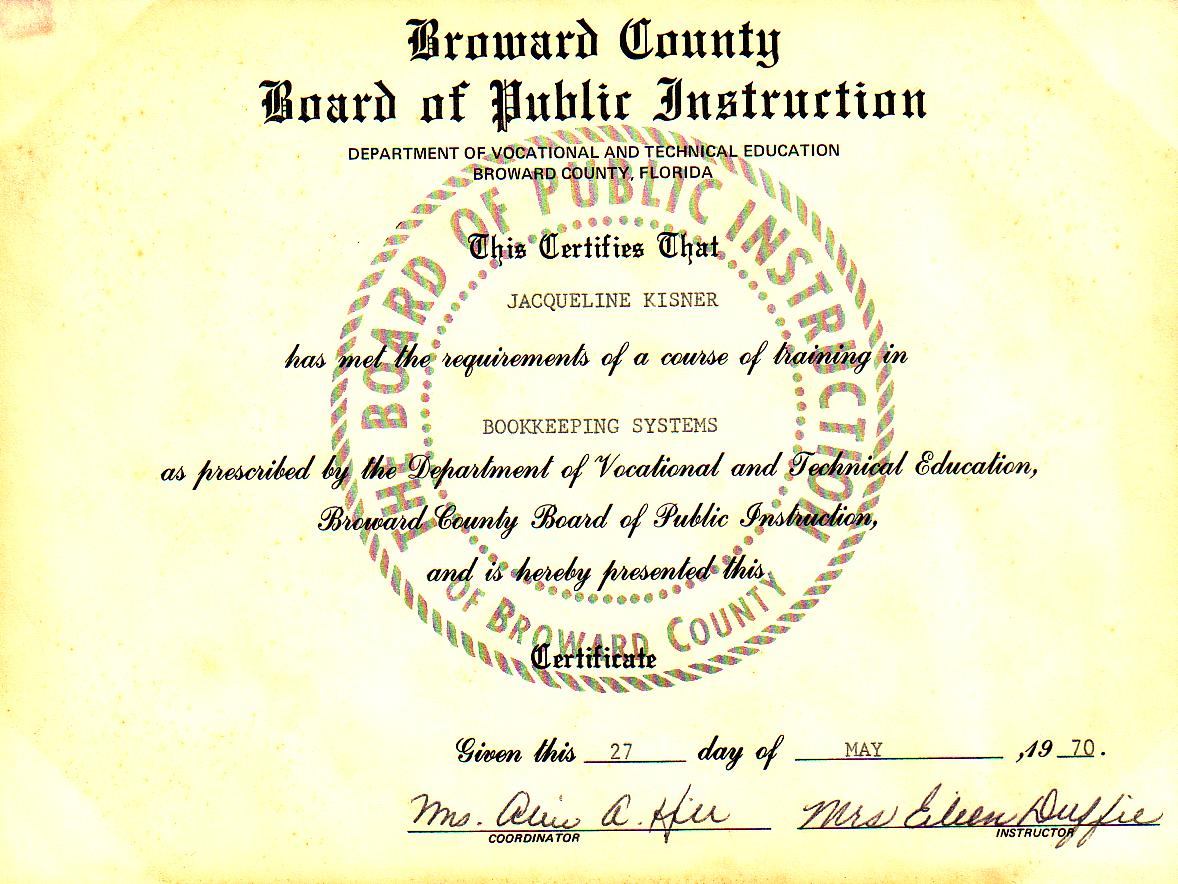 Broward County
Board of Public Instruction
DEPARTMENT OF VOCATIONAL AND TECHNICAL EDUCATION
BROWARD COUNTY, FLORIDA
THE BOARD OF PUBLIC INSTRUCTION
OF BROWARD COUNTY
This Certifies That
JACQUELINE KISNER
has met the requirements of a course of training in
BOOKKEEPING SYSTEMS
as prescribed by the Department of Vocational and Technical Education,
Broward County Board of Public Instruction,
and is hereby presented this
Certificate
Given this 27 day of MAY ,19 70.
A. Hill Mrs Eileen Duffie
COORDINATOR INSTRUCTOR